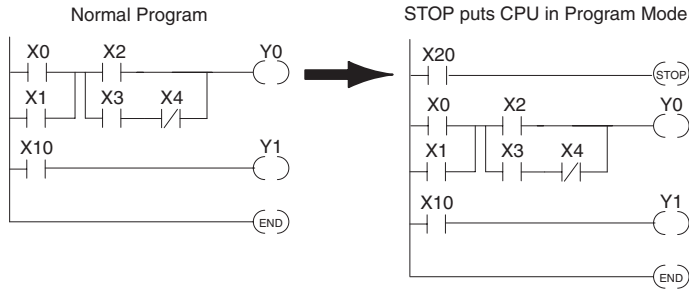 Normal Program
X0 X2 Y0
X1 X3 X4
X10 Y1
END
STOP puts CPU in Program Mode
X20
STOP
X0 X2 Y0
X1 X3 X4
X10 Y1
END